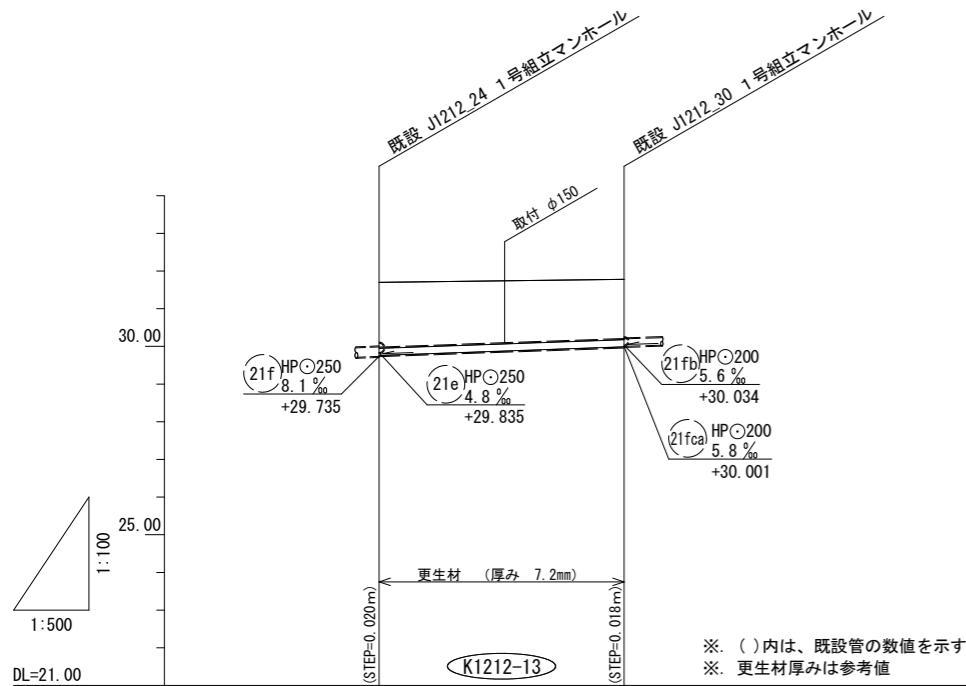 既設 J1212_24 1号組立マンホール
既設 J1212_30 1号組立マンホール
取付 φ150
30.00
21f
HP⊙250
8.1 ‰
+29.735
21e
HP⊙250
4.8 ‰
+29.835
21fb
HP⊙200
5.6 ‰
+30.034
21fca
HP⊙200
5.8 ‰
+30.001
25.00
1:100
1:500
更生材 (厚み 7.2mm)
(STEP=0.020m)
(STEP=0.018m)
K1212-13
DL=21.00
※. ( )内は、既設管の数値を示す
※. 更生材厚みは参考値